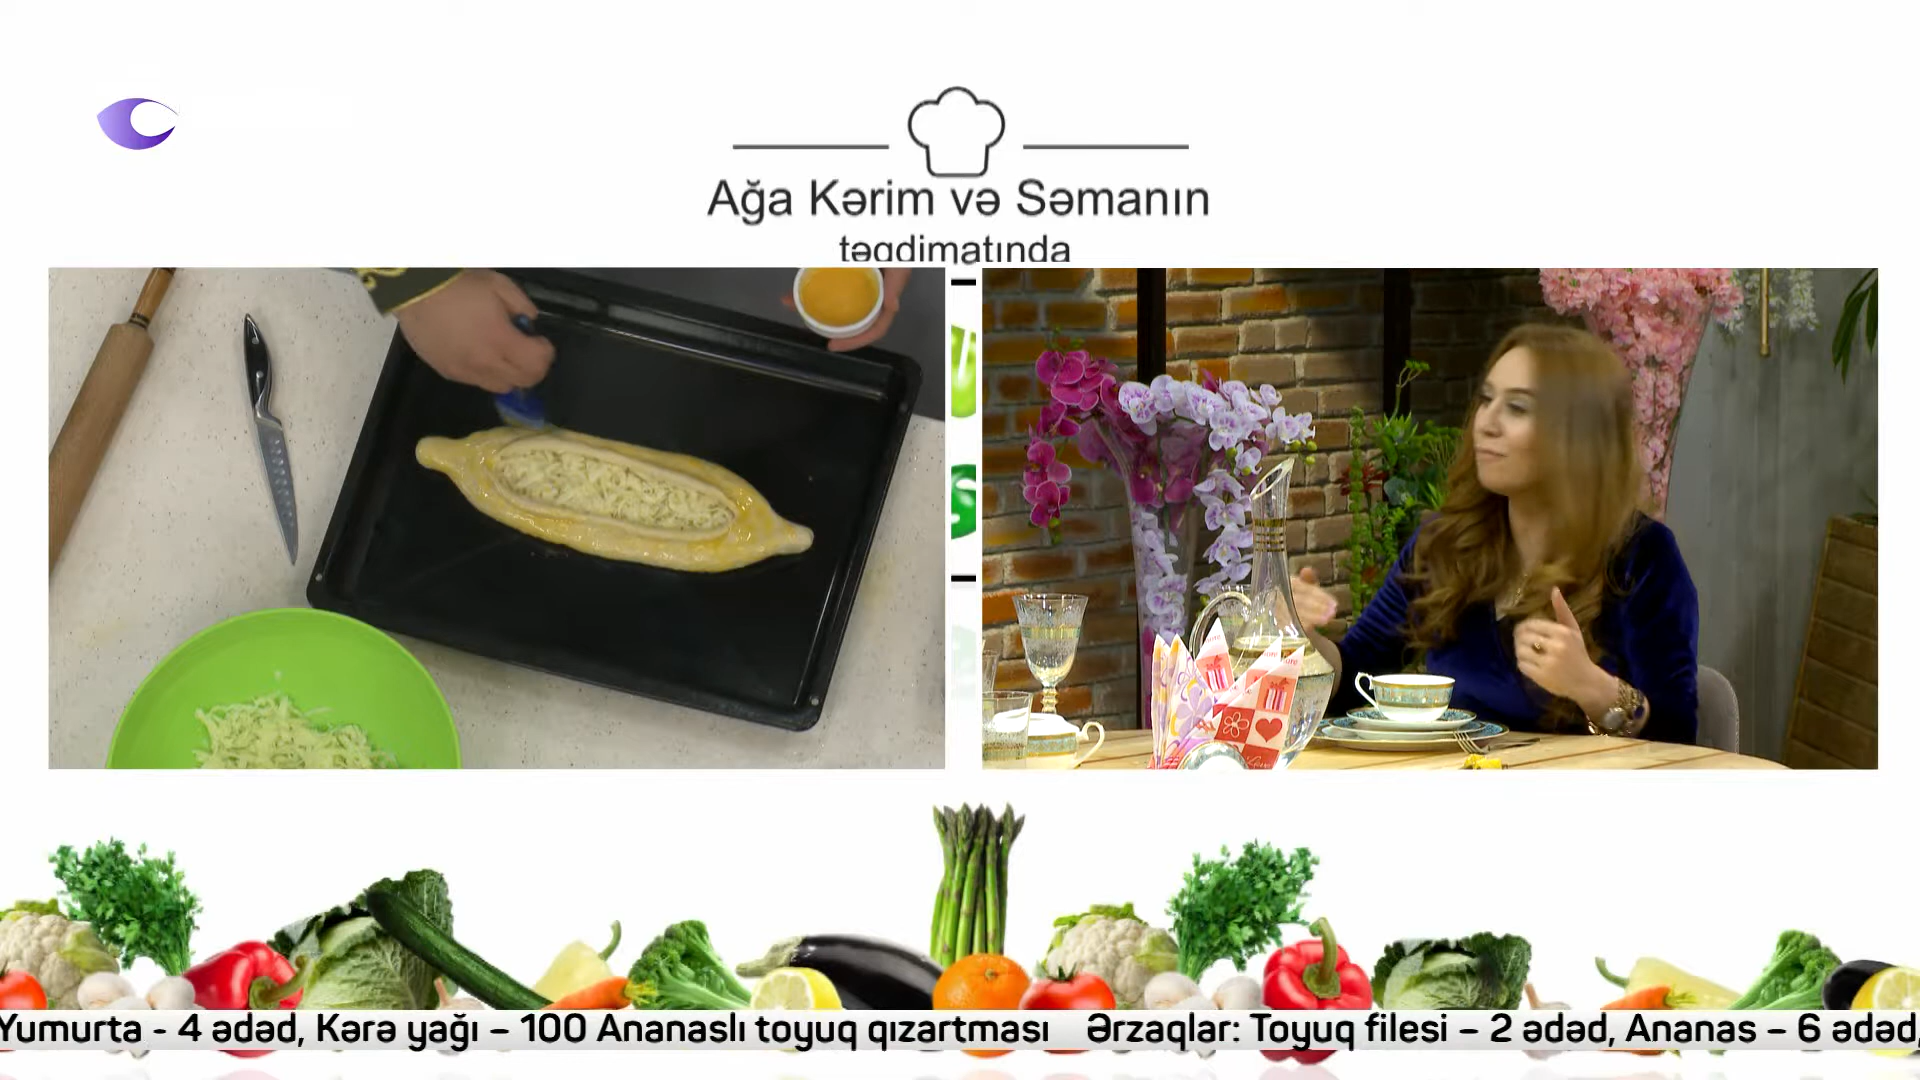 Ağa Kərim və Səmanın
təqdimatında
Yumurta - 4 ədəd, Kərə yağı – 100 Ananaslı toyuq qızartması Ərzaqlar: Toyuq filesi – 2 ədəd, Ananas – 6 ədəd,